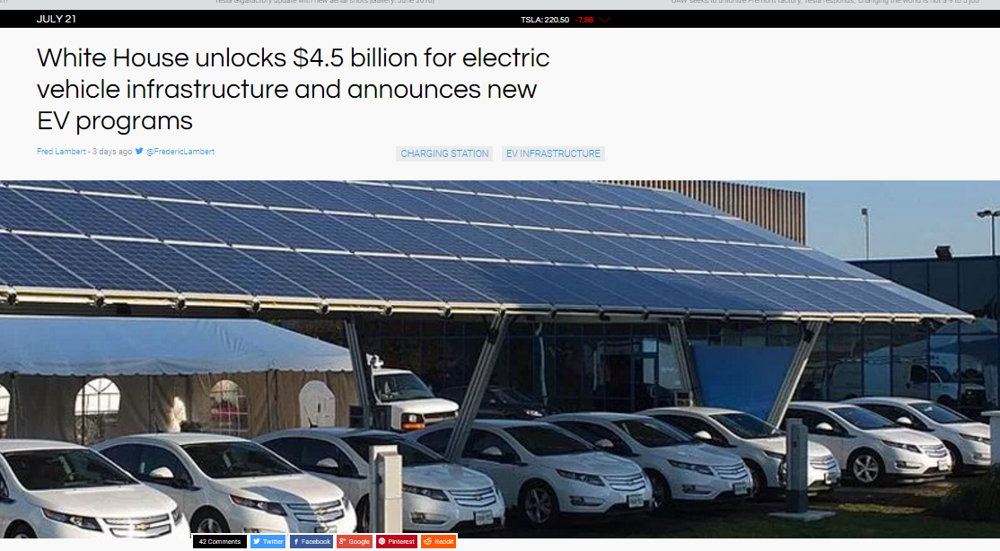 Tesla Gigafactory update with new aerial shots [Gallery: June 2016]
UAW seeks to unionize Fremont factory, Tesla responds, 'changing the world is not a 9 to 5 job'
JULY 21
TSLA: 220.50 -7.86
White House unlocks $4.5 billion for electric
vehicle infrastructure and announces new
EV programs
Fred Lambert - 3 days ago @FredericLambert
CHARGING STATION
EV INFRASTRUCTURE
42 Comments
Twitter
Facebook
Google
Pinterest
Reddit